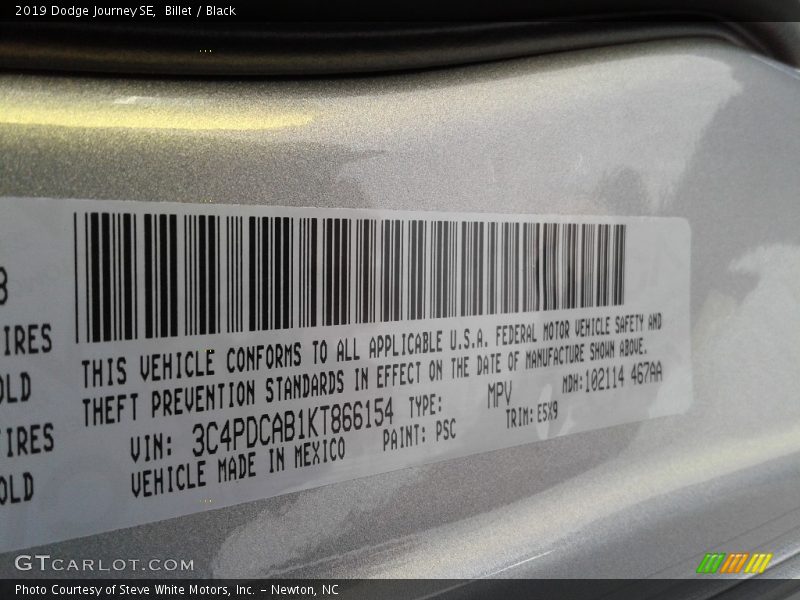 2019 Dodge Journey SE, Billet / Black
IRES
OLD
IRES
OLD
THIS VEHICLE CONFORMS TO ALL APPLICABLE U.S.A. FEDERAL MOTOR VEHICLE SAFETY AND
THEFT PREVENTION STANDARDS IN EFFECT ON THE DATE OF MANUFACTURE SHOWN ABOVE.
VIN: 3C4PDCAB1KT866154 TYPE: MPV MDH:102114 467AA
VEHICLE MADE IN MEXICO PAINT: PSC TRIM: E5X9
GTCARLOT.COM
Photo Courtesy of Steve White Motors, Inc. – Newton, NC